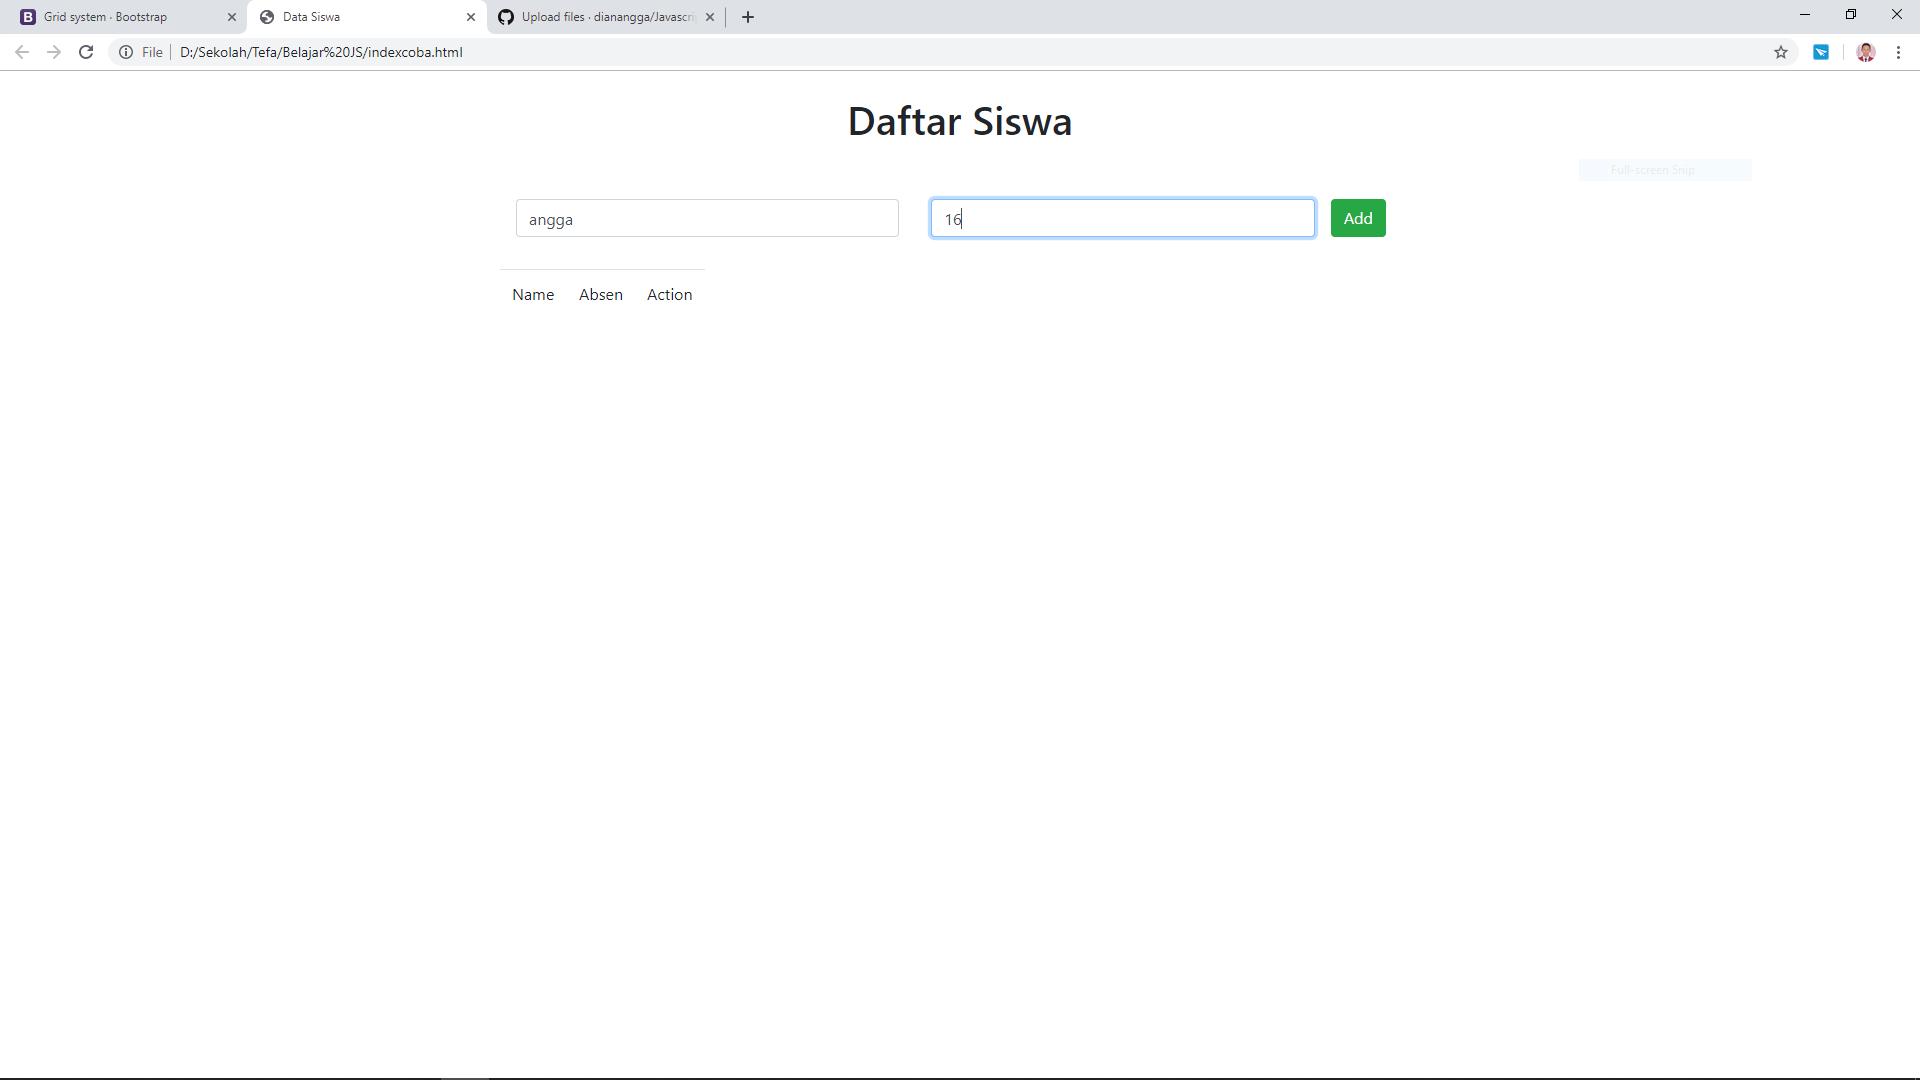 Grid system · Bootstrap
Data Siswa
Upload files · dianangga/Javascri
File
D:/Sekolah/Tefa/Belajar%20JS/indexcoba.html
Daftar Siswa
Full-screen Snip
angga
16
Add
Name Absen Action